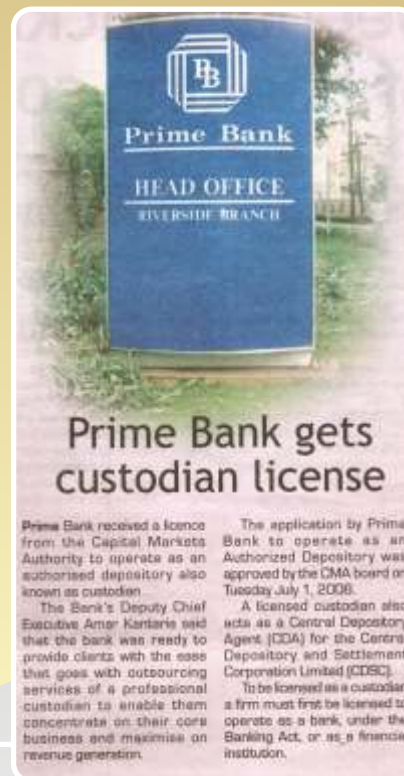 PB
Prime Bank
HEAD OFFICE
RIVERSIDE BRANCH
Prime Bank gets
custodian license
Prime Bank received a licence
from the Capital Markets
Authority to operate as an
authorised depository also
known as custodian.
The Bank's Deputy Chief
Executive Amar Kantaria said
that the bank was ready to
provide clients with the ease
that goes with outsourcing
services of a professional
custodian to enable them
concentrate on their core
business and maximise on
revenue generation.
The application by Prime
Bank to operate as an
Authorized Depository was
approved by the CMA board on
Tuesday July 1, 2008.
A licensed custodian also
acts as a Central Depository
Agent (CDA) for the Central
Depository and Settlement
Corporation Limited (CDSC).
To be licensed as a custodian
a firm must first be licensed to
operate as a bank, under the
Banking Act, or as a financial
institution.